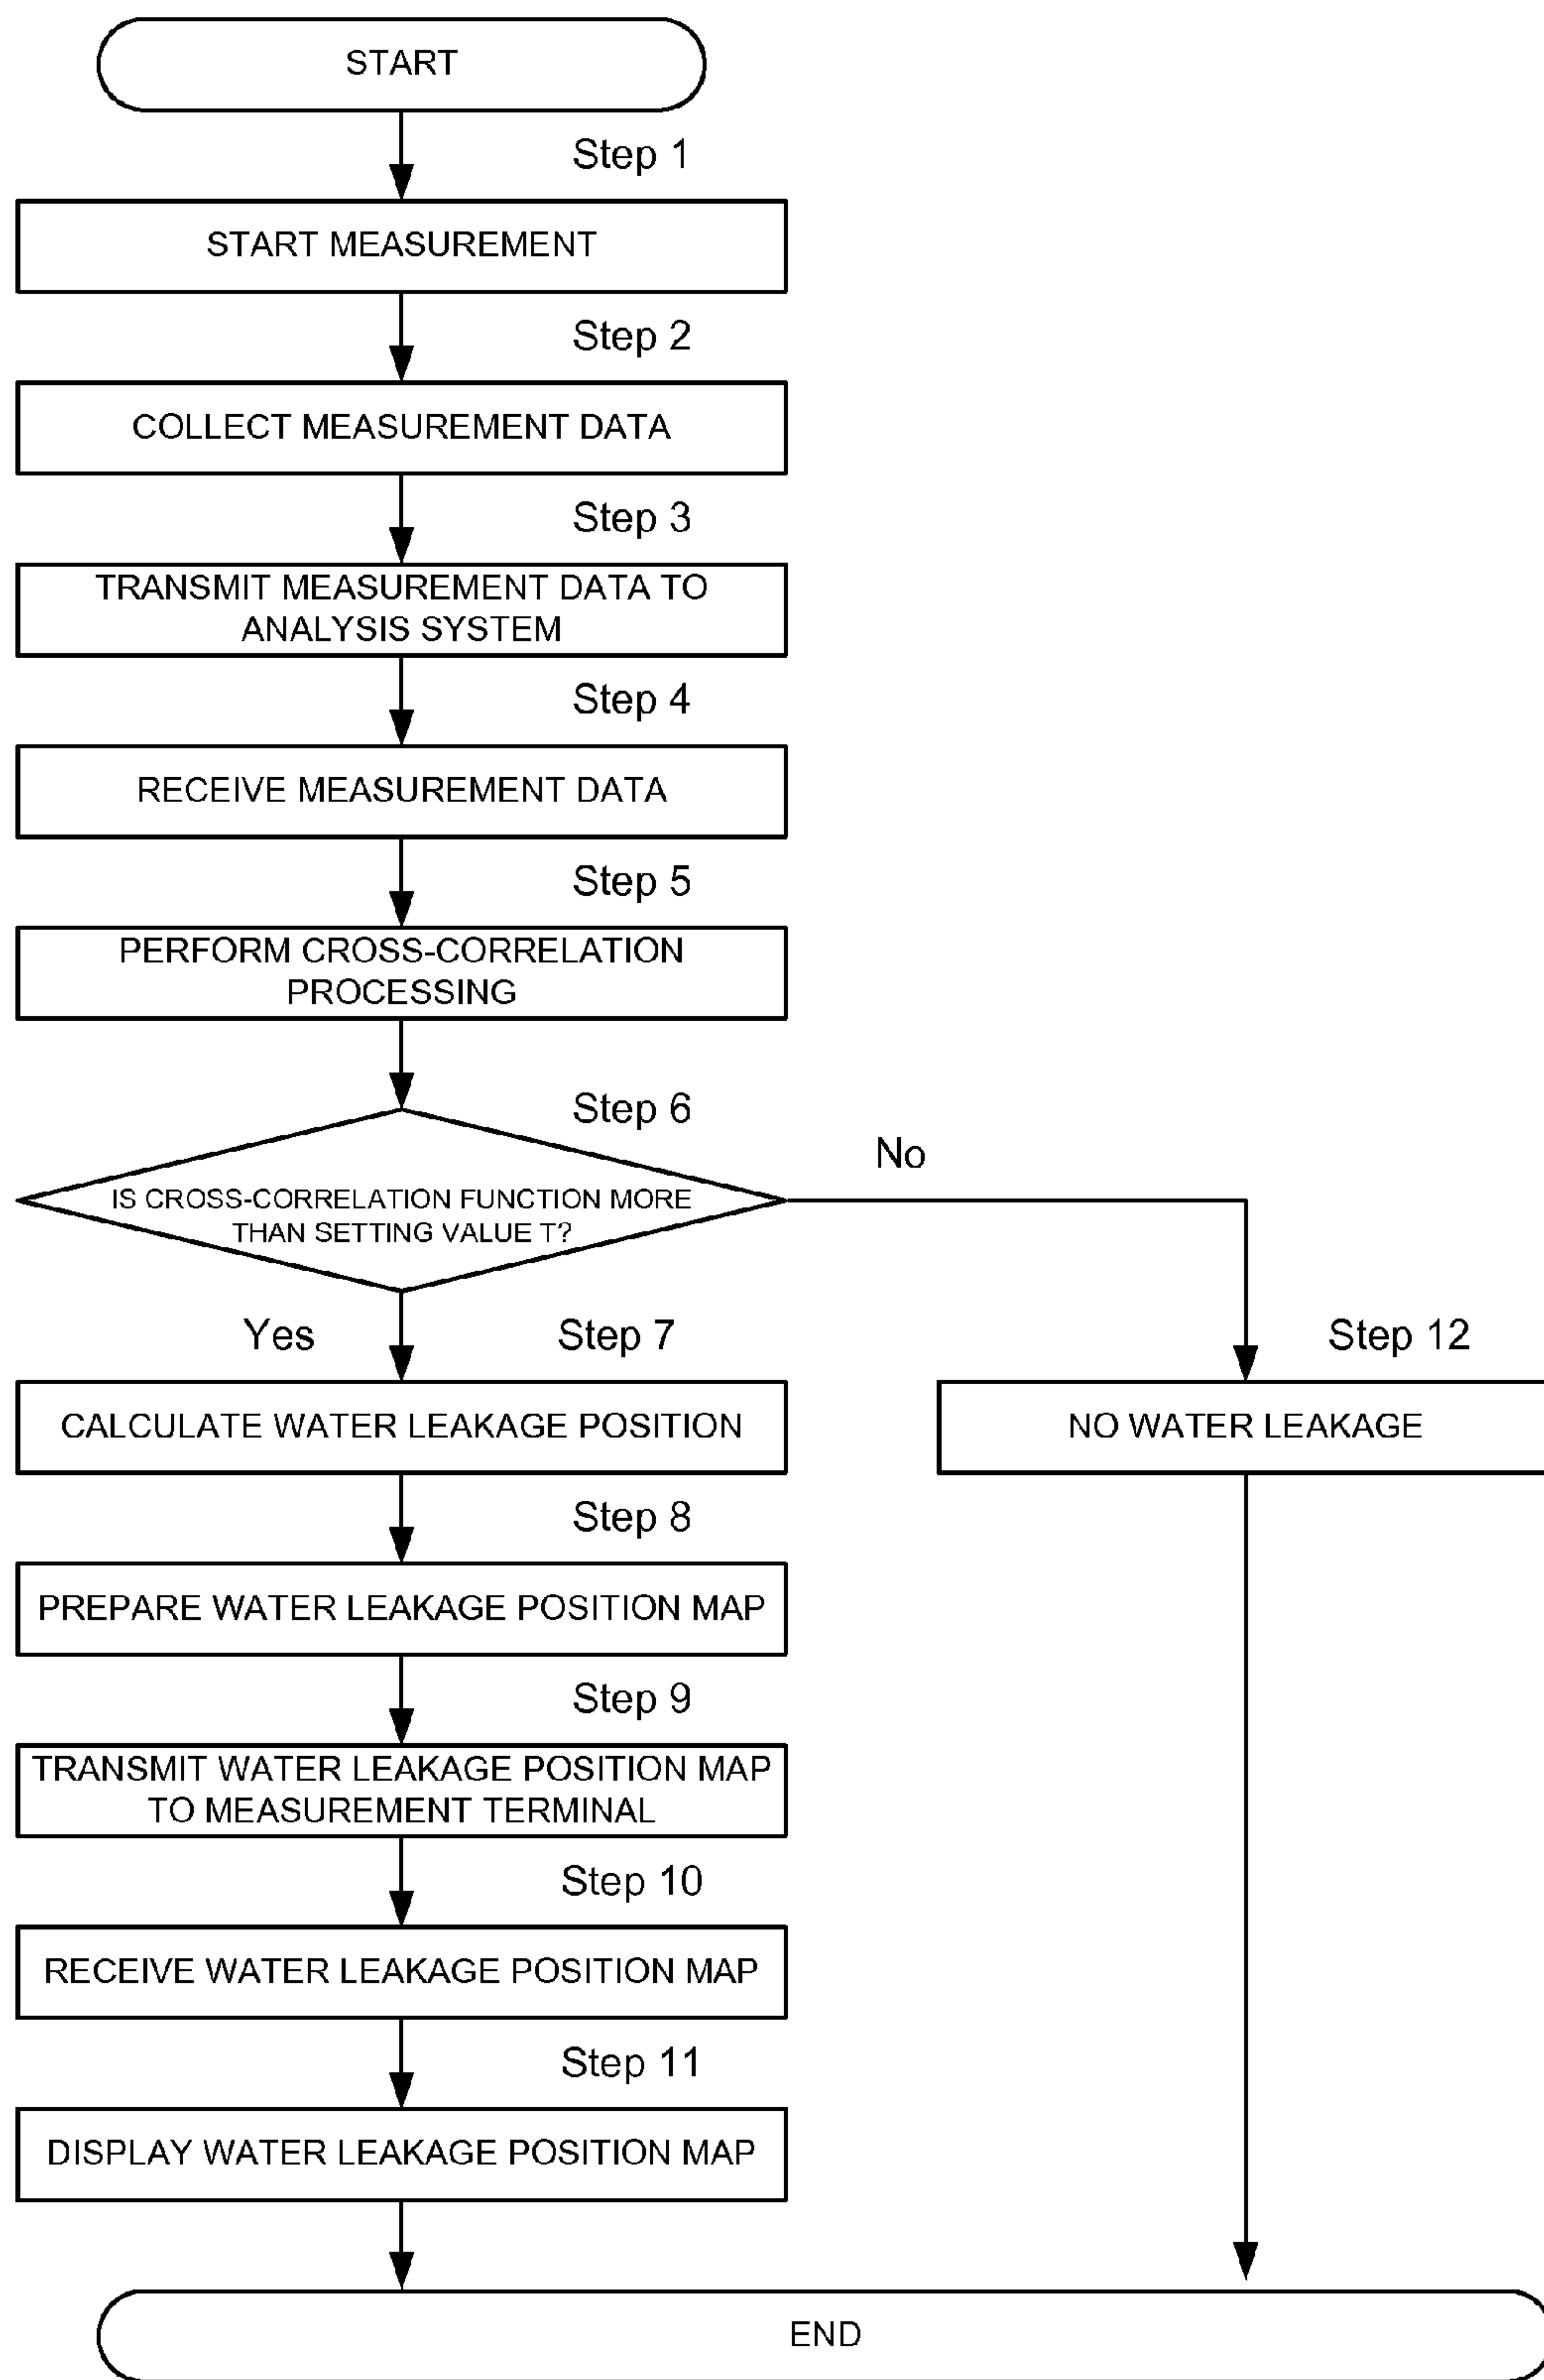 START
Step 1
START MEASUREMENT
Step 2
COLLECT MEASUREMENT DATA
Step 3
TRANSMIT MEASUREMENT DATA TO
ANALYSIS SYSTEM
Step 4
RECEIVE MEASUREMENT DATA
Step 5
PERFORM CROSS-CORRELATION
PROCESSING
Step 6
IS CROSS-CORRELATION FUNCTION MORE
THAN SETTING VALUE T?
No
Yes
Step 7
CALCULATE WATER LEAKAGE POSITION
Step 12
NO WATER LEAKAGE
Step 8
PREPARE WATER LEAKAGE POSITION MAP
Step 9
TRANSMIT WATER LEAKAGE POSITION MAP
TO MEASUREMENT TERMINAL
Step 10
RECEIVE WATER LEAKAGE POSITION MAP
Step 11
DISPLAY WATER LEAKAGE POSITION MAP
END